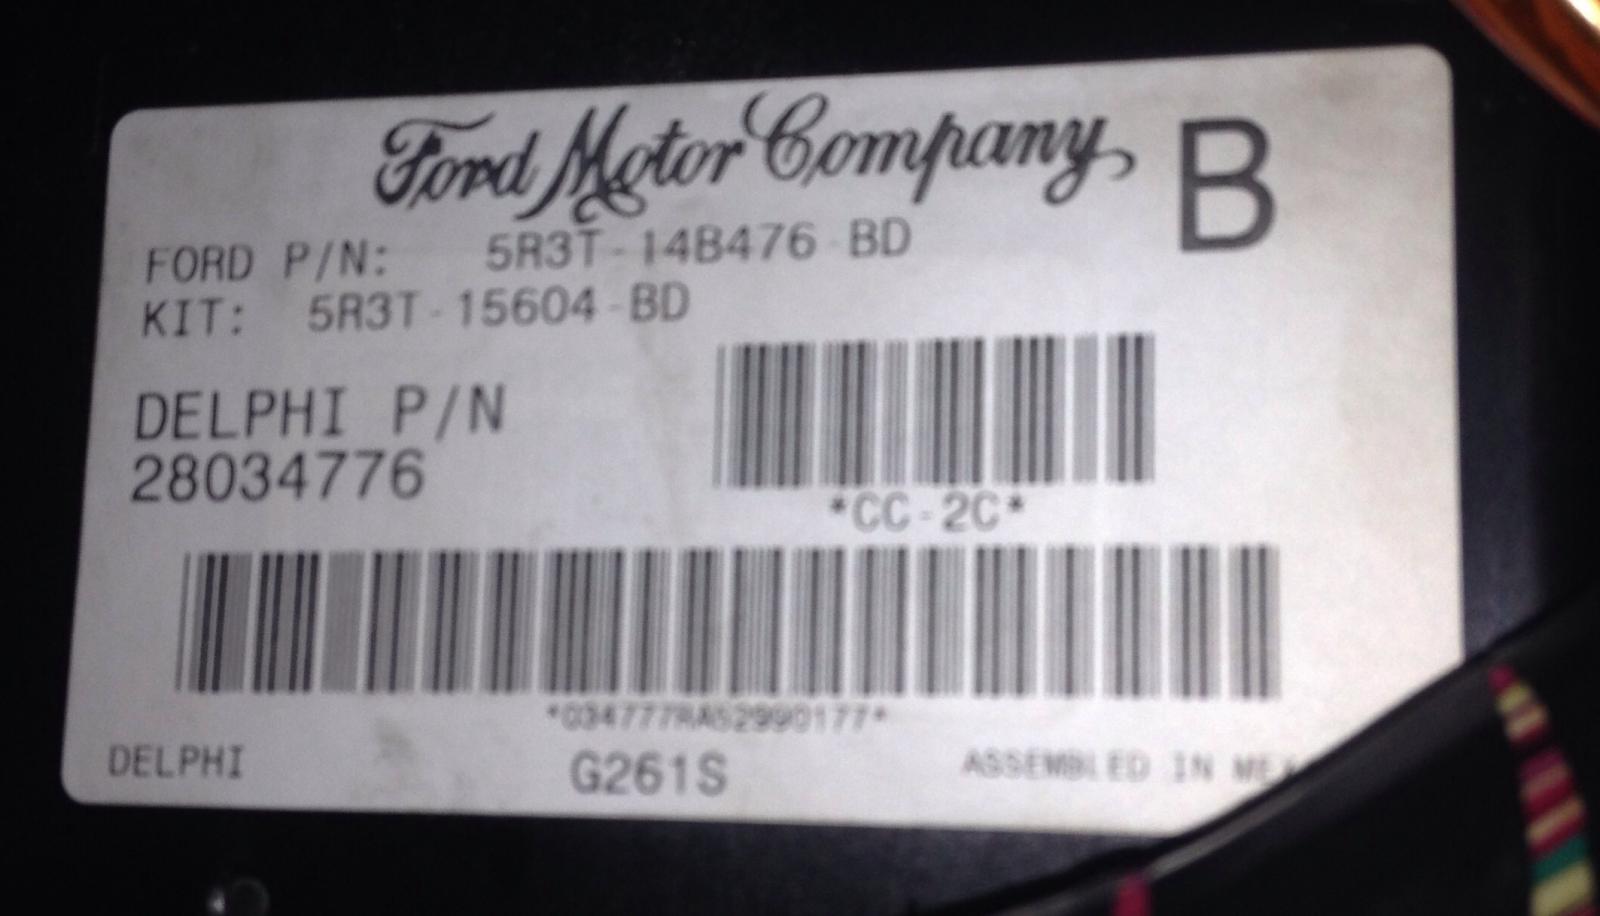 Ford Motor Company B
FORD P/N: 5R3T-14B476-BD
KIT: 5R3T-15604-BD
DELPHI P/N
28034776
*CC-2C*
DELPHI G261S ASSEMBLED IN